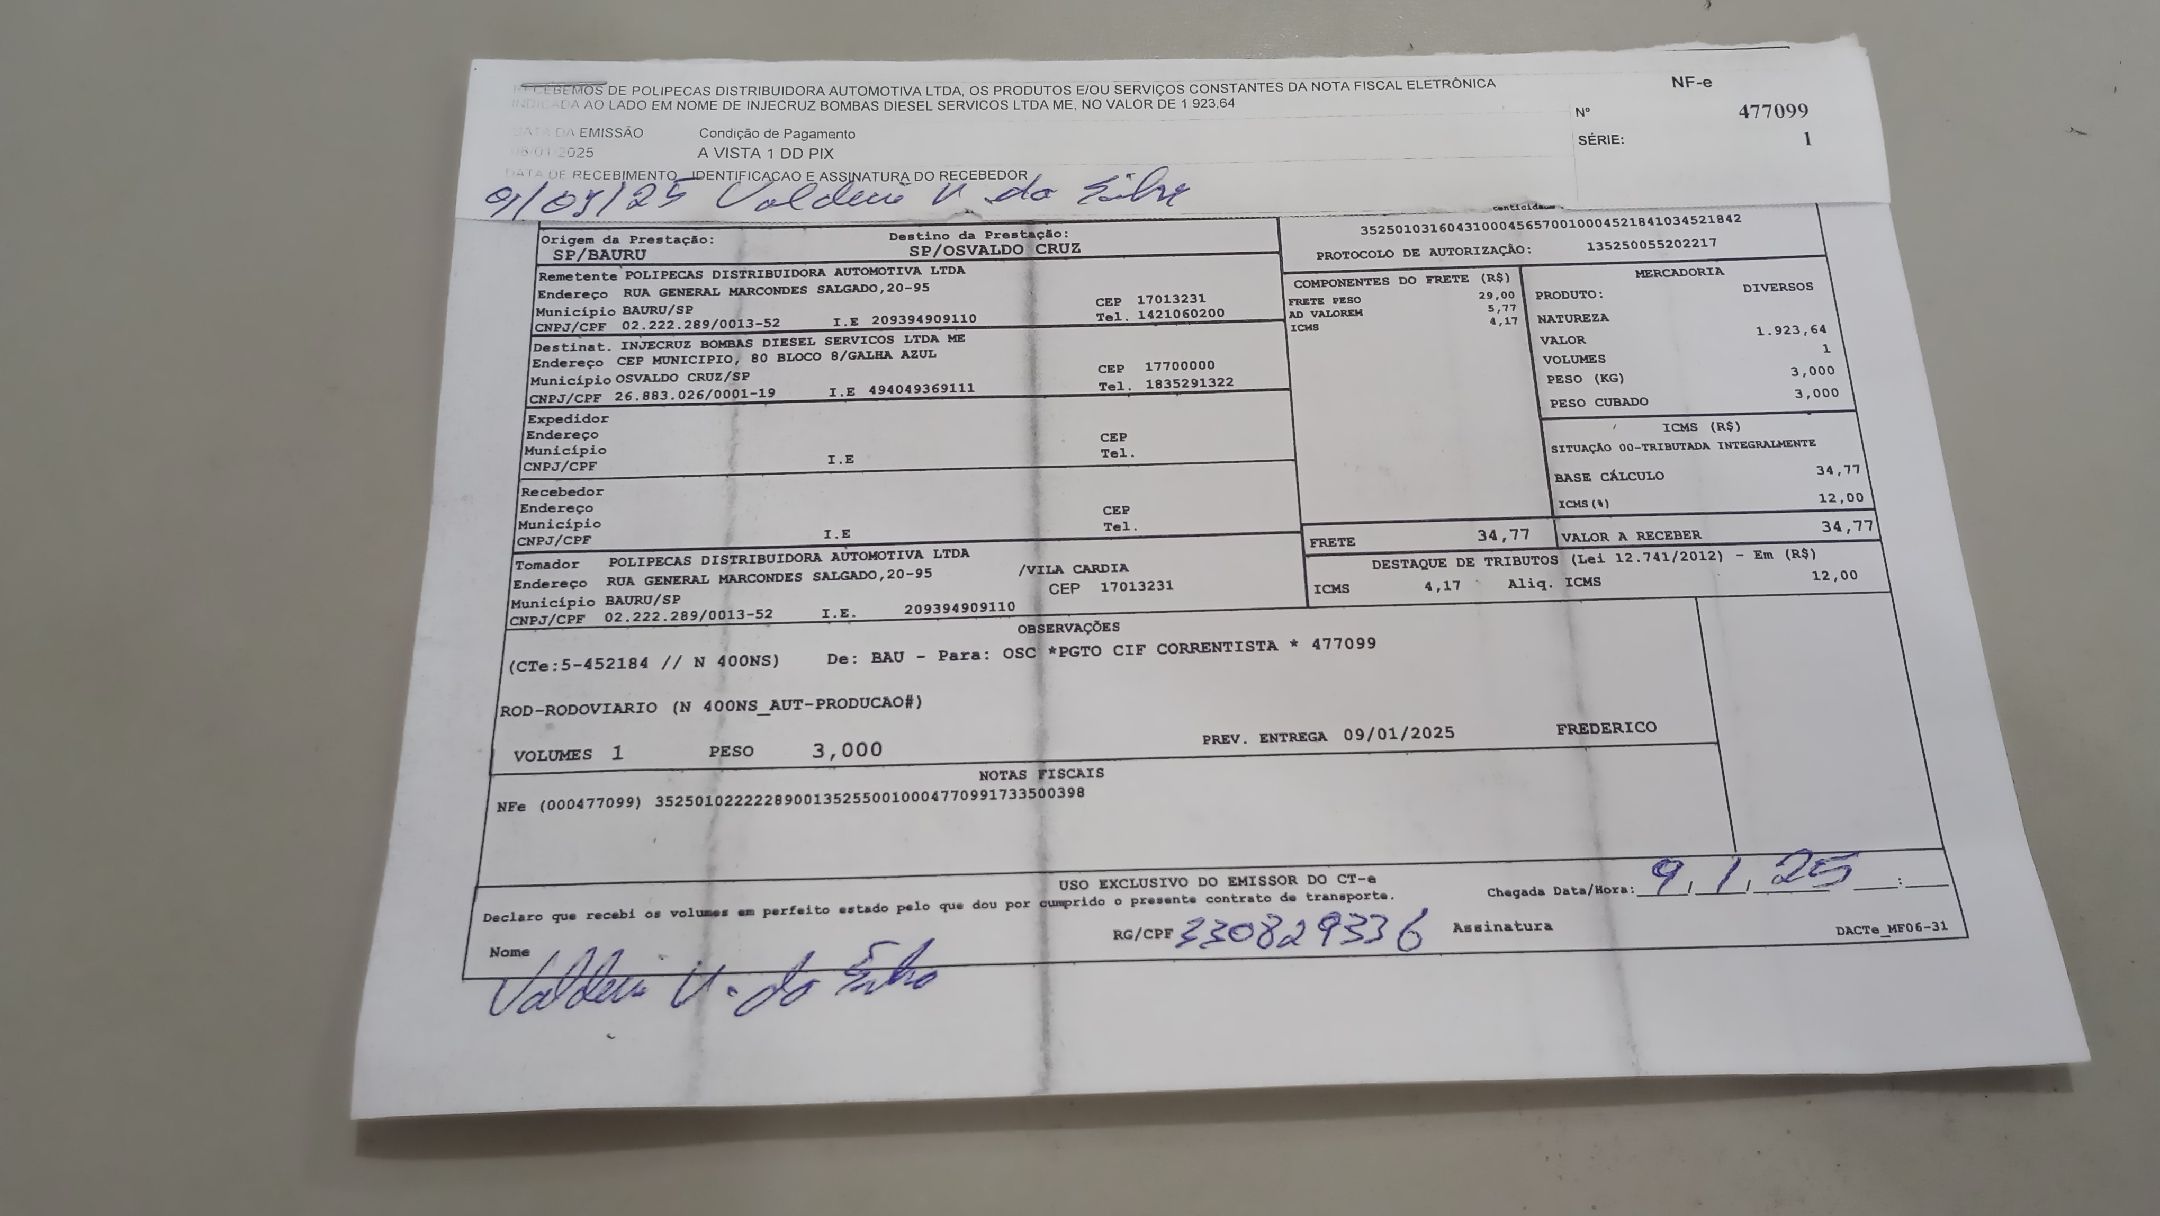 CEBEMOS DE POLIPECAS DISTRIBUIDORA AUTOMOTIVA LTDA, OS PRODUTOS E/OU SERVIÇOS CONSTANTES DA NOTA FISCAL ELETRÔNICA
INDICADA AO LADO EM NOME DE INJECRUZ BOMBAS DIESEL SERVICOS LTDA ME, NO VALOR DE 1 923,64
NF-e
Nº 477099
SÉRIE: 1
DATA DA EMISSÃO Condição de Pagamento
/01/2025 A VISTA 1 DD PIX
DATA DE RECEBIMENTO IDENTIFICACAO E ASSINATURA DO RECEBEDOR
da Silva
Origem da Prestação: Destino da Prestação:
SP/BAURU SP/OSVALDO CRUZ
35250103160431000456570010004521841034521842
PROTOCOLO DE AUTORIZAÇÃO: 135250055202217
Remetente POLIPECAS DISTRIBUIDORA AUTOMOTIVA LTDA
Endereço RUA GENERAL MARCONDES SALGADO,20-95
Município BAURU/SP CEP 17013231
CNPJ/CPF 02.222.289/0013-52 I.E 209394909110 Tel. 1421060200
Destinat. INJECRUZ BOMBAS DIESEL SERVICOS LTDA ME
Endereço CEP MUNICIPIO, 80 BLOCO 8/GALHA AZUL
Município OSVALDO CRUZ/SP CEP 17700000
CNPJ/CPF 26.883.026/0001-19 I.E 494049369111 Tel. 1835291322
Expedidor
Endereço
Município CEP
CNPJ/CPF I.E Tel.
Recebedor
Endereço
Município CEP
CNPJ/CPF I.E Tel.
Tomador POLIPECAS DISTRIBUIDORA AUTOMOTIVA LTDA
Endereço RUA GENERAL MARCONDES SALGADO,20-95 /VILA CARDIA
Município BAURU/SP CEP 17013231
CNPJ/CPF 02.222.289/0013-52 I.E. 209394909110
COMPONENTES DO FRETE (R$)
FRETE PESO 29,00
AD VALOREM 5,77
ICMS 4,17
MERCADORIA
PRODUTO: DIVERSOS
NATUREZA
VALOR 1.923,64
VOLUMES 1
PESO (KG) 3,000
PESO CUBADO 3,000
ICMS (R$)
SITUAÇÃO 00-TRIBUTADA INTEGRALMENTE
BASE CÁLCULO 34,77
ICMS(%) 12,00
FRETE 34,77 VALOR A RECEBER 34,77
DESTAQUE DE TRIBUTOS (Lei 12.741/2012) - Em (R$)
ICMS 4,17 Aliq. ICMS 12,00
OBSERVAÇÕES
(CTe:5-452184 // N 400NS) De: BAU - Para: OSC *PGTO CIF CORRENTISTA * 477099
ROD-RODOVIARIO (N 400NS_AUT-PRODUCAO#)
VOLUMES 1 PESO 3,000 PREV. ENTREGA 09/01/2025 FREDERICO
NOTAS FISCAIS
NFe (000477099) 35250102222289001352550010004770991733500398
USO EXCLUSIVO DO EMISSOR DO CT-e
Declaro que recebi os volumes em perfeito estado pelo que dou por cumprido o presente contrato de transporte.
Chegada Data/Hora: 9/1/25 :
Nome RG/CPF 330829336 Assinatura DACTe_MF06-31
da Silva